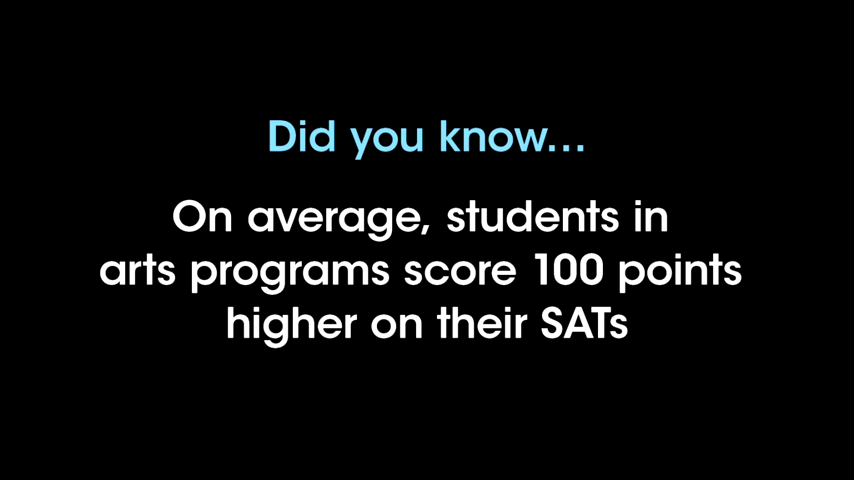 Did you know...
On average, students in
arts programs score 100 points
higher on their SATs